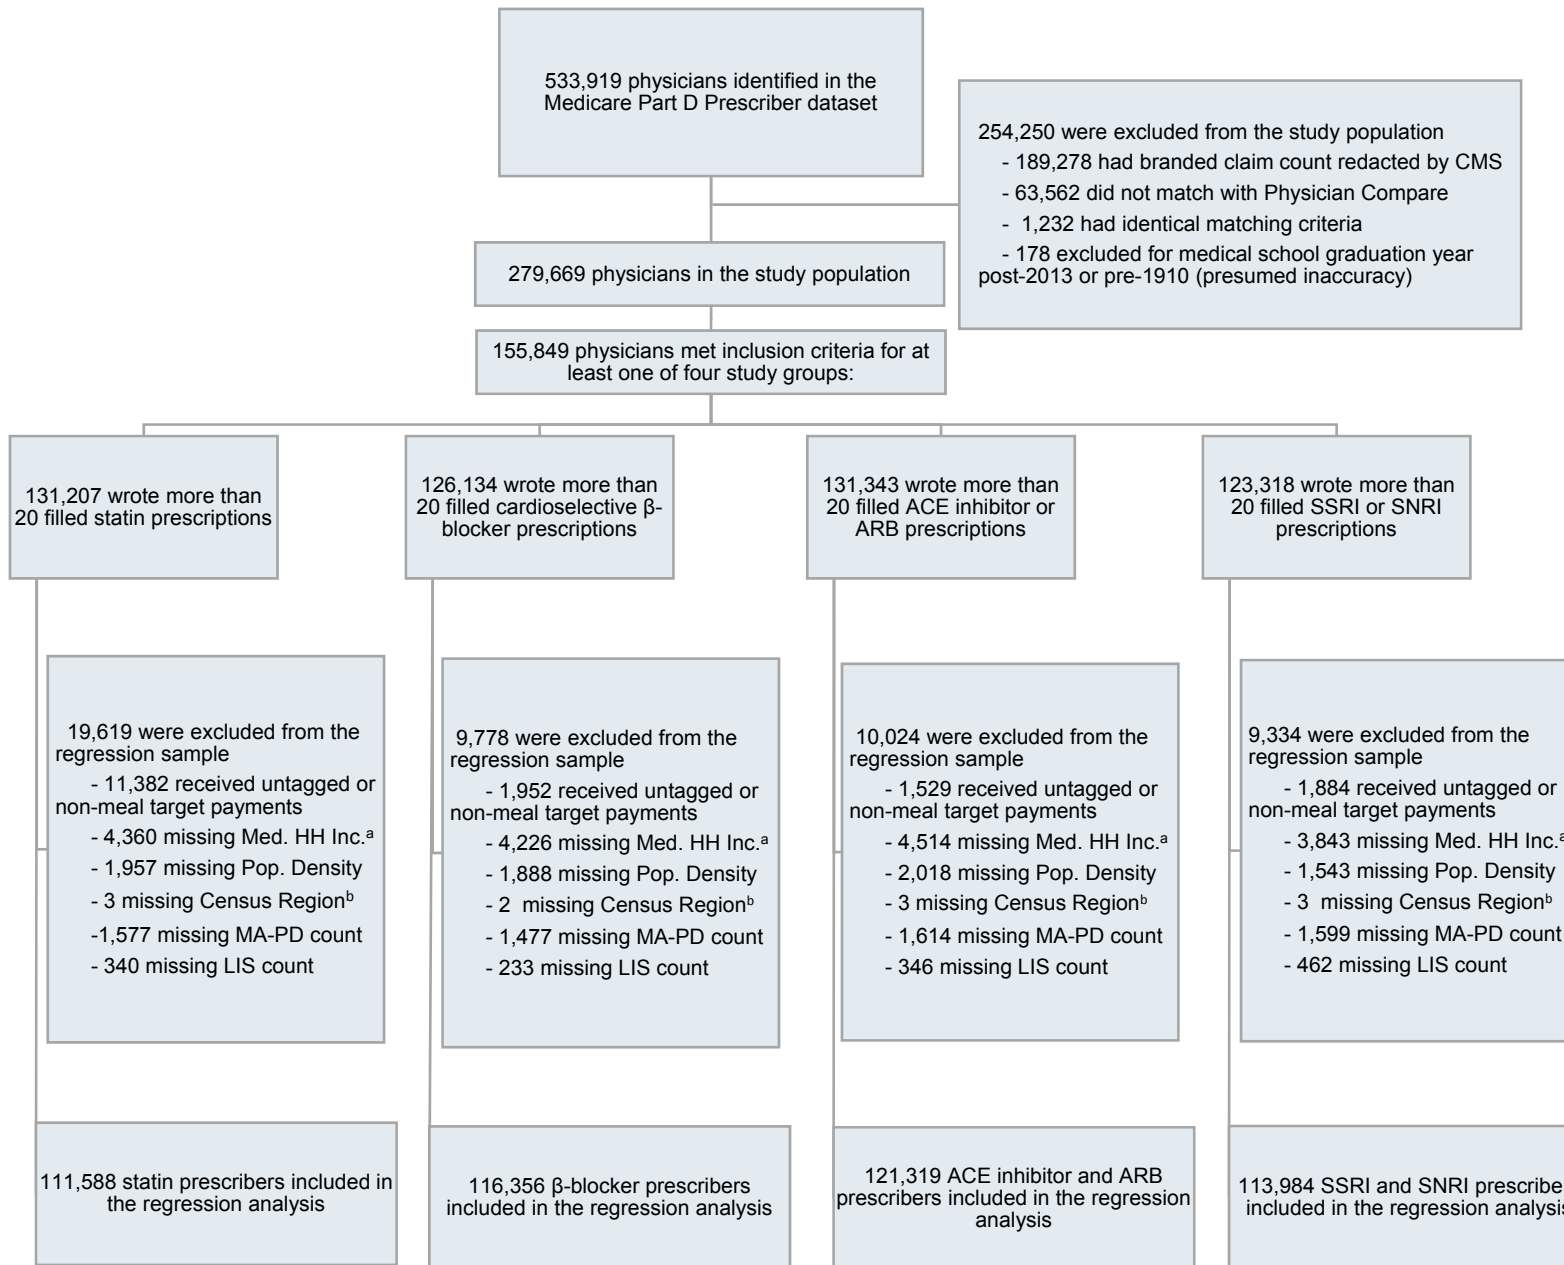 533,919 physicians identified in the
Medicare Part D Prescriber dataset
254,250 were excluded from the study population
- 189,278 had branded claim count redacted by CMS
- 63,562 did not match with Physician Compare
- 1,232 had identical matching criteria
- 178 excluded for medical school graduation year
post-2013 or pre-1910 (presumed inaccuracy)
279,669 physicians in the study population
155,849 physicians met inclusion criteria for at
least one of four study groups:
131,207 wrote more than
20 filled statin prescriptions
126,134 wrote more than
20 filled cardioselective β-
blocker prescriptions
131,343 wrote more than
20 filled ACE inhibitor or
ARB prescriptions
123,318 wrote more than
20 filled SSRI or SNRI
prescriptions
19,619 were excluded from the
regression sample
- 11,382 received untagged or
non-meal target payments
- 4,360 missing Med. HH Inc.ª
- 1,957 missing Pop. Density
- 3 missing Census Regionᵇ
-1,577 missing MA-PD count
- 340 missing LIS count
9,778 were excluded from the
regression sample
- 1,952 received untagged or
non-meal target payments
- 4,226 missing Med. HH Inc.ª
- 1,888 missing Pop. Density
- 2 missing Census Regionᵇ
- 1,477 missing MA-PD count
- 233 missing LIS count
10,024 were excluded from the
regression sample
- 1,529 received untagged or
non-meal target payments
- 4,514 missing Med. HH Inc.ª
- 2,018 missing Pop. Density
- 3 missing Census Regionᵇ
- 1,614 missing MA-PD count
- 346 missing LIS count
9,334 were excluded from the
regression sample
- 1,884 received untagged or
non-meal target payments
- 3,843 missing Med. HH Inc.ª
- 1,543 missing Pop. Density
- 3 missing Census Regionᵇ
- 1,599 missing MA-PD count
- 462 missing LIS count
111,588 statin prescribers included in
the regression analysis
116,356 β-blocker prescribers
included in the regression analysis
121,319 ACE inhibitor and ARB
prescribers included in the regression
analysis
113,984 SSRI and SNRI prescribe
included in the regression analysis